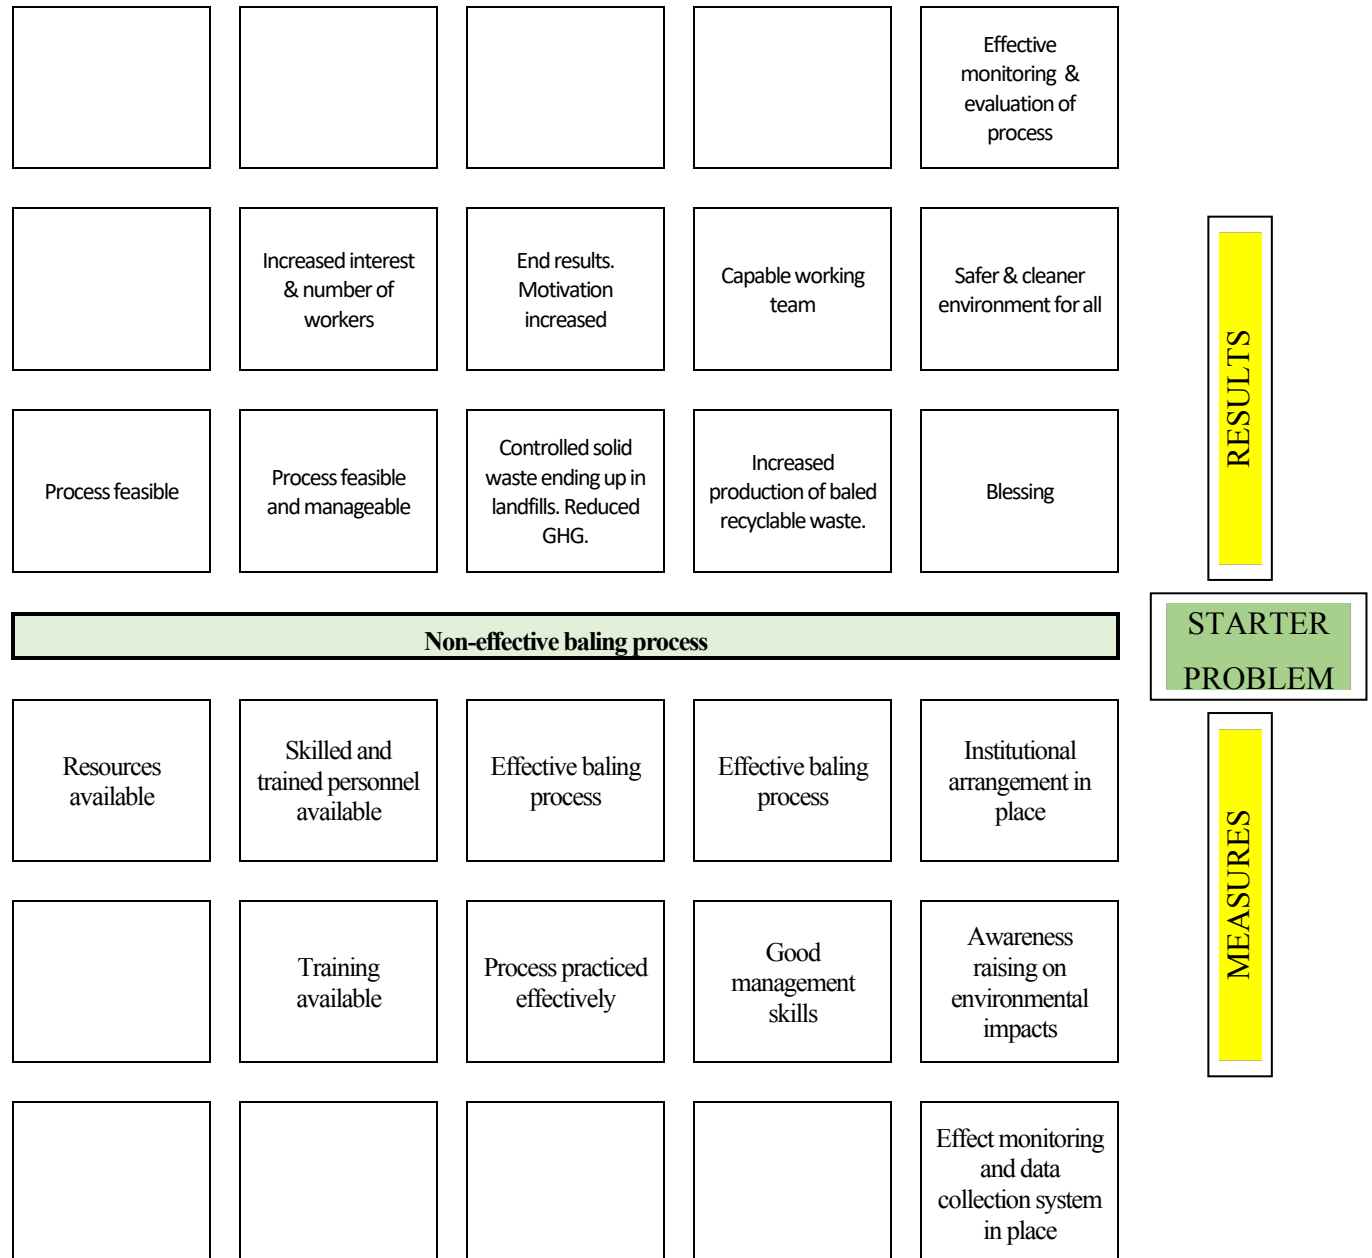 Effective
monitoring & 
evaluation of
process
Increased interest
& number of
workers
End results.
Motivation
increased
Capable working
team
Safer & cleaner
environment for all
RESULTS
Process feasible
Process feasible
and manageable
Controlled solid
waste ending up in
landfills. Reduced
GHG.
Increased
production of baled
recyclable waste.
Blessing
Non-effective baling process
STARTER
PROBLEM
Resources
available
Skilled and
trained personnel
available
Effective baling
process
Effective baling
process
Institutional
arrangement in
place
MEASURES
Training
available
Process practiced
effectively
Good
management
skills
Awareness
raising on
environmental
impacts
Effect monitoring
and data
collection system
in place